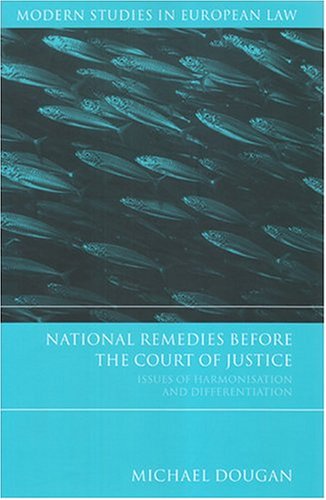 MODERN STUDIES IN EUROPEAN LAW
NATIONAL REMEDIES BEFORE
THE COURT OF JUSTICE
ISSUES OF HARMONISATION
AND DIFFERENTIATION
MICHAEL DOUGAN